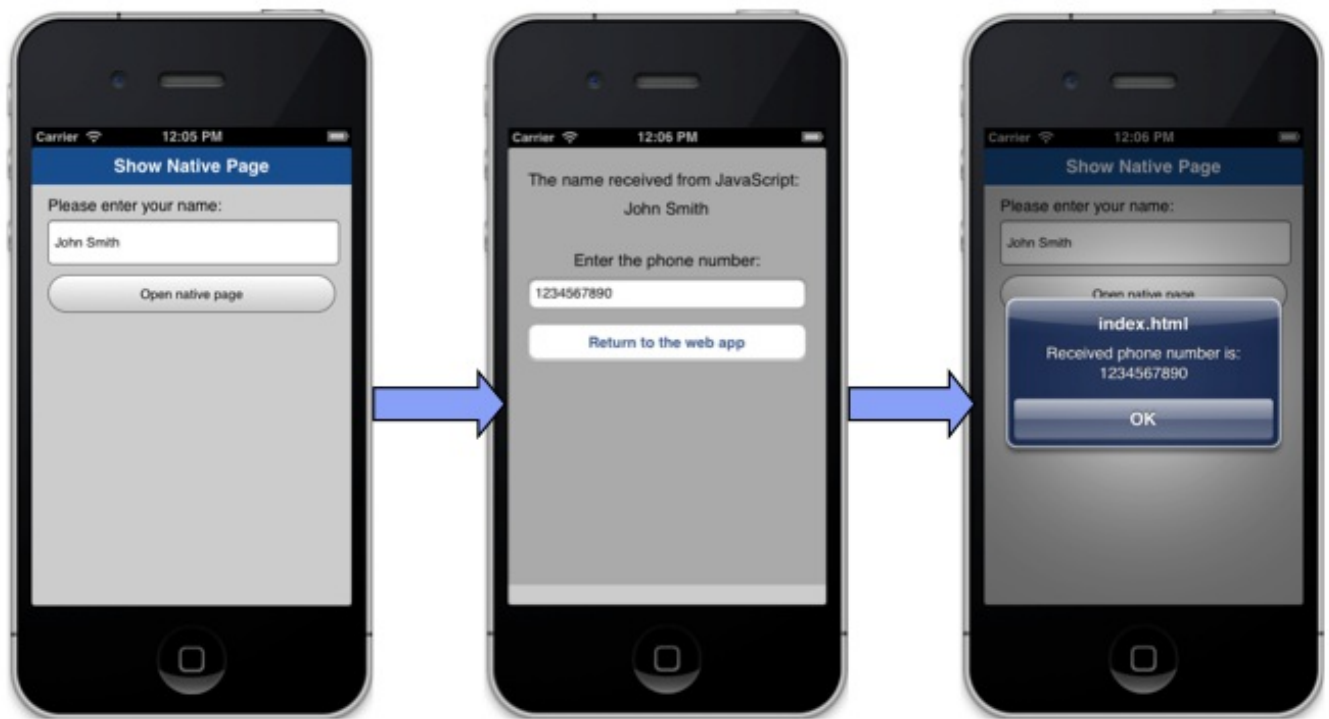 Carrier 12:05 PM
Show Native Page
Please enter your name:
John Smith
Open native page
Carrier 12:06 PM
The name received from JavaScript:
John Smith
Enter the phone number:
1234567890
Return to the web app
Carrier 12:06 PM
Show Native Page
Please enter your name:
John Smith
Open native page
index.html
Received phone number is:
1234567890
OK